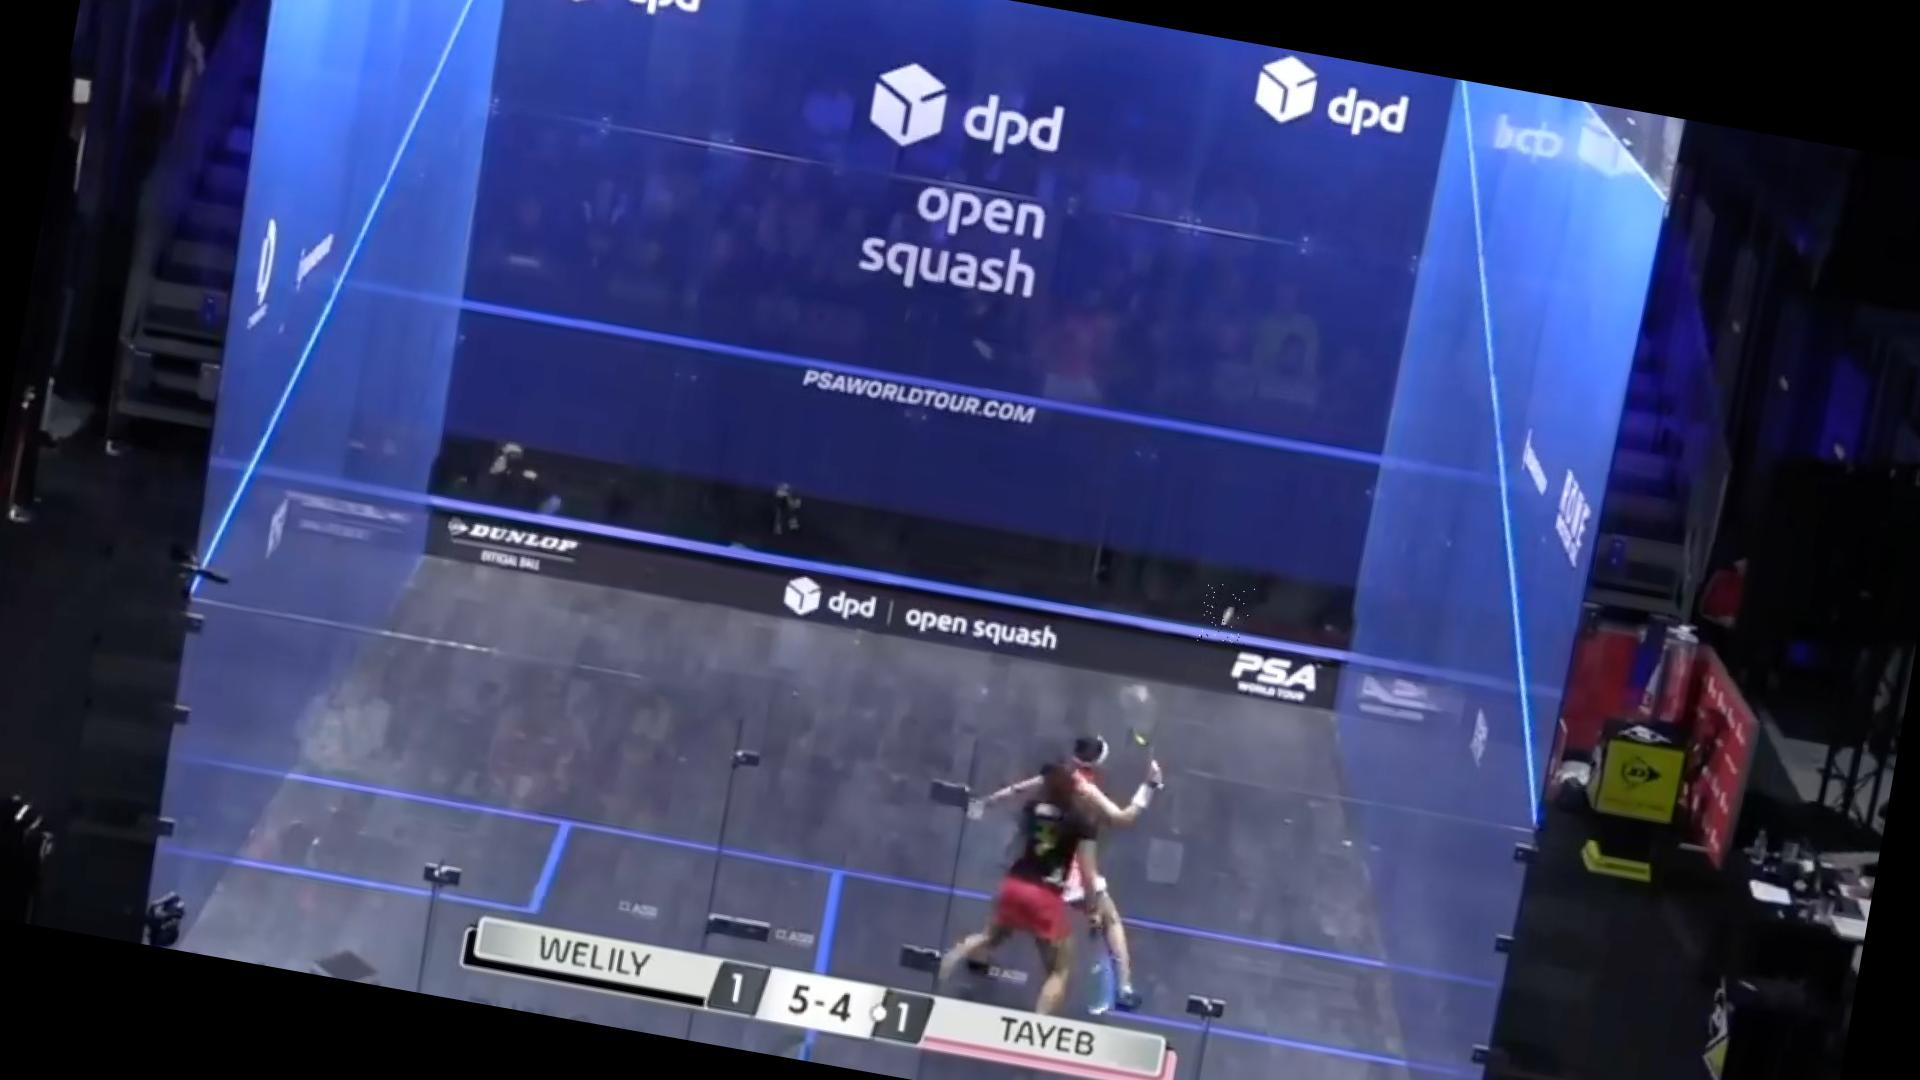 dpd
dpd
dpd
open
squash
PSAWORLDTOUR.COM
DUNLOP
OFFICIAL BALL
dpd | open squash
PSA
WORLD TOUR
WELILY 1 5-4 1 TAYEB